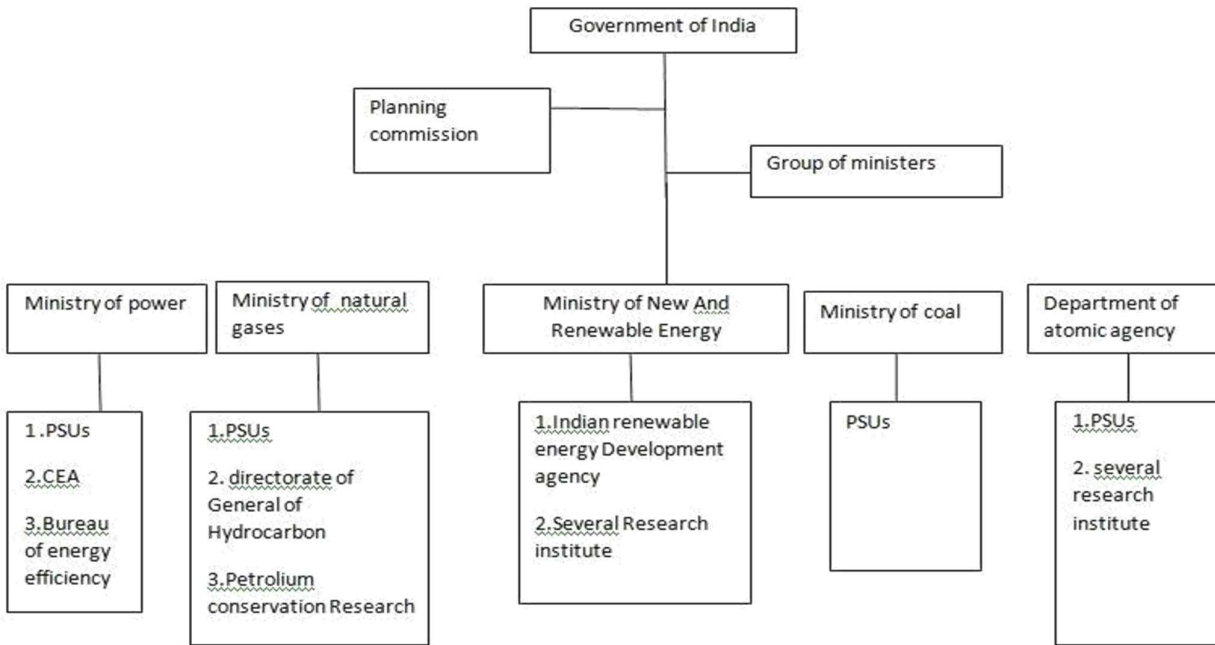 Government of India
Planning
commission
Group of ministers
Ministry of power
Ministry of natural
gases
Ministry of New And
Renewable Energy
Ministry of coal
Department of
atomic agency
1.PSUs
2.CEA
3.Bureau
of energy
efficiency
1.PSUs
2. directorate of
General of
Hydrocarbon
3.Petrolium
conservation Research
1.Indian renewable
energy Development
agency
2.Several Research
institute
PSUs
1.PSUs
2. several
research
institute